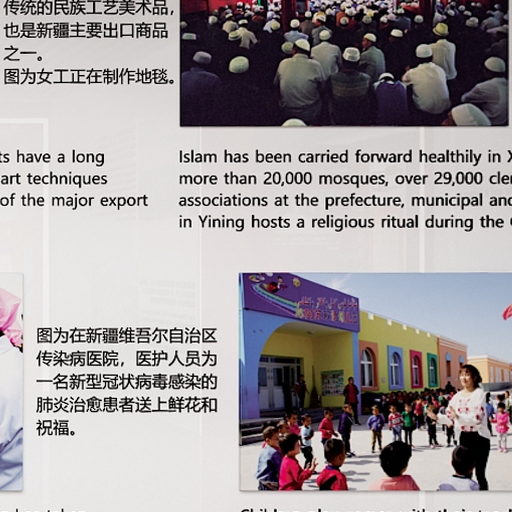 传统的民族工艺美术品，
也是新疆主要出口商品
之一。
图为女工正在制作地毯。
have a long
art techniques
of the major export
Islam has been carried forward healthily in
more than 20,000 mosques, over 29,000
associations at the prefecture, municipal and
in Yining hosts a religious ritual during the
图为在新疆维吾尔自治区
传染病医院，医护人员为
一名新型冠状病毒感染的
肺炎治愈患者送上鲜花和
祝福。